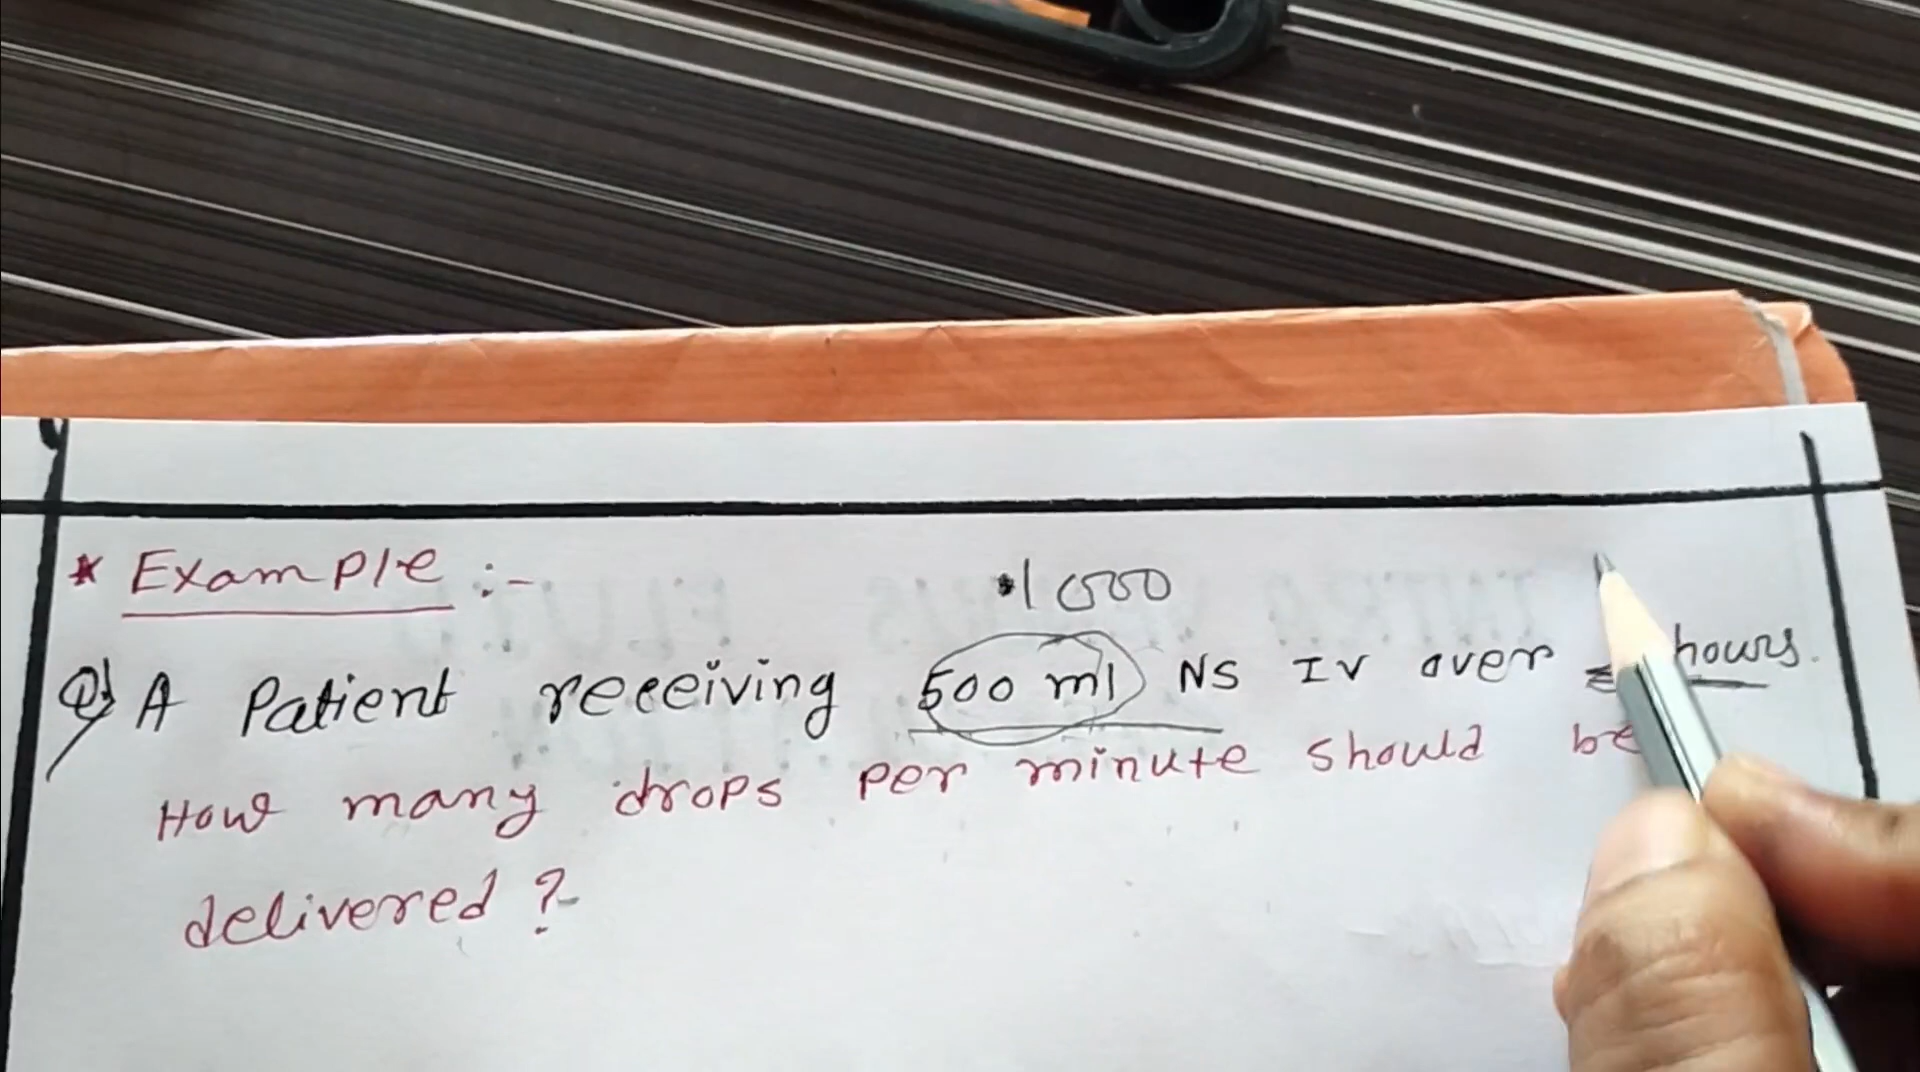 * Example :-
1000
Q) A Patient receiving 500 ml NS IV over hours.
How many drops per minute should be
delivered ?